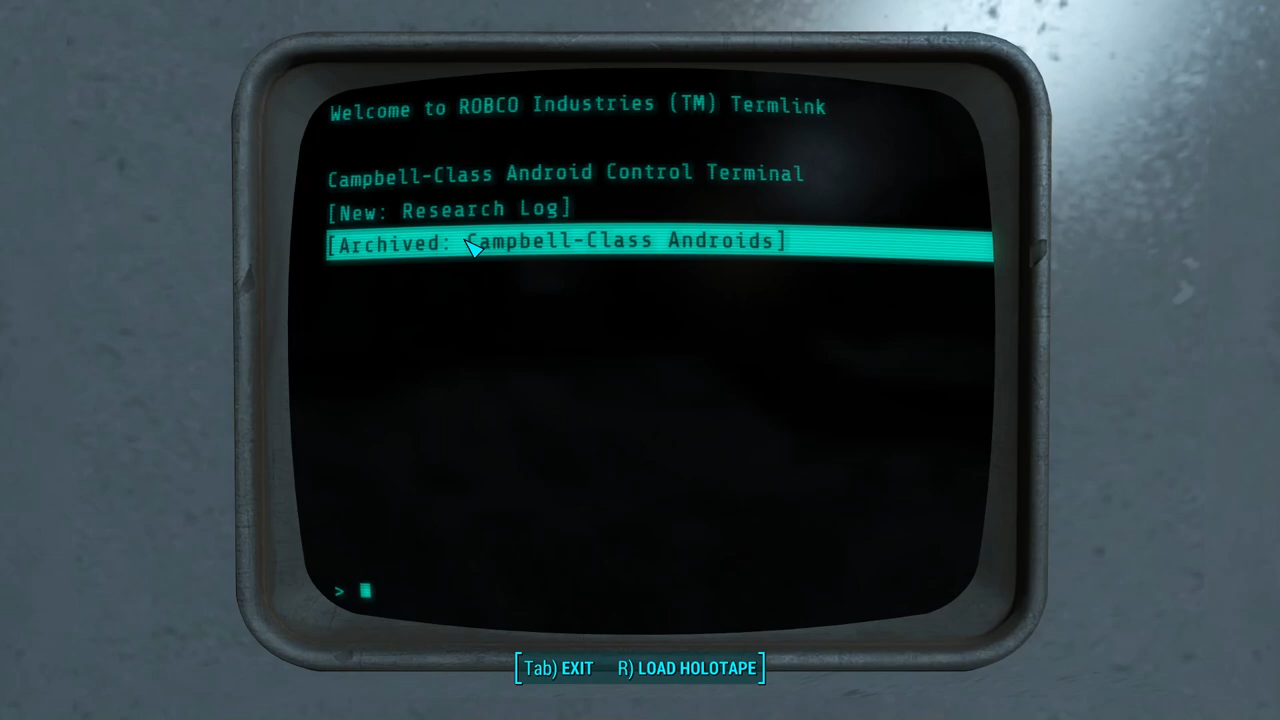 Welcome to ROBCO Industries (TM) Termlink
Campbell-Class Android Control Terminal
[New: Research Log]
[Archived: Campbell-Class Androids]
>
Tab) EXIT R) LOAD HOLOTAPE